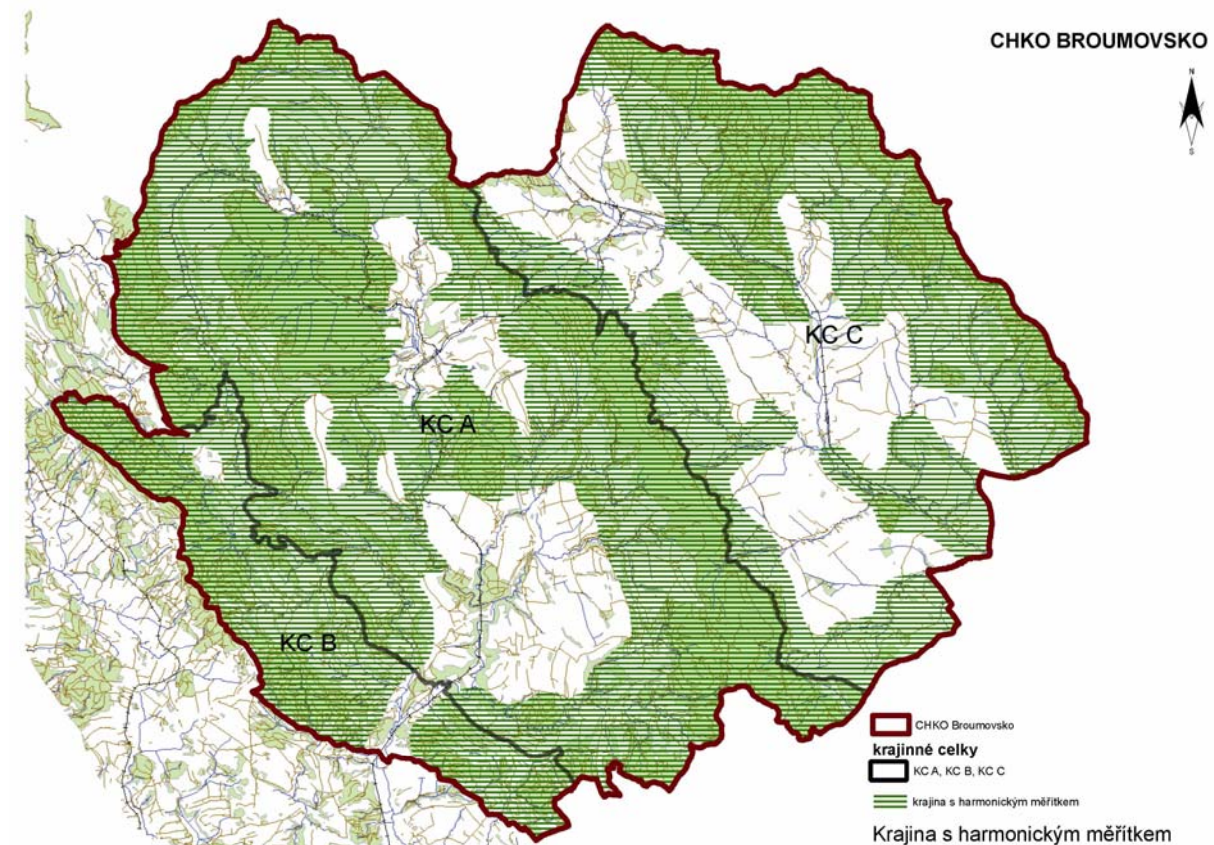 CHKO BROUMOVSKO
N
S
KC C
KC A
KC B
CHKO Broumovsko
krajinné celky
KC A, KC B, KC C
krajina s harmonickým měřítkem
Krajina s harmonickým měřítkem